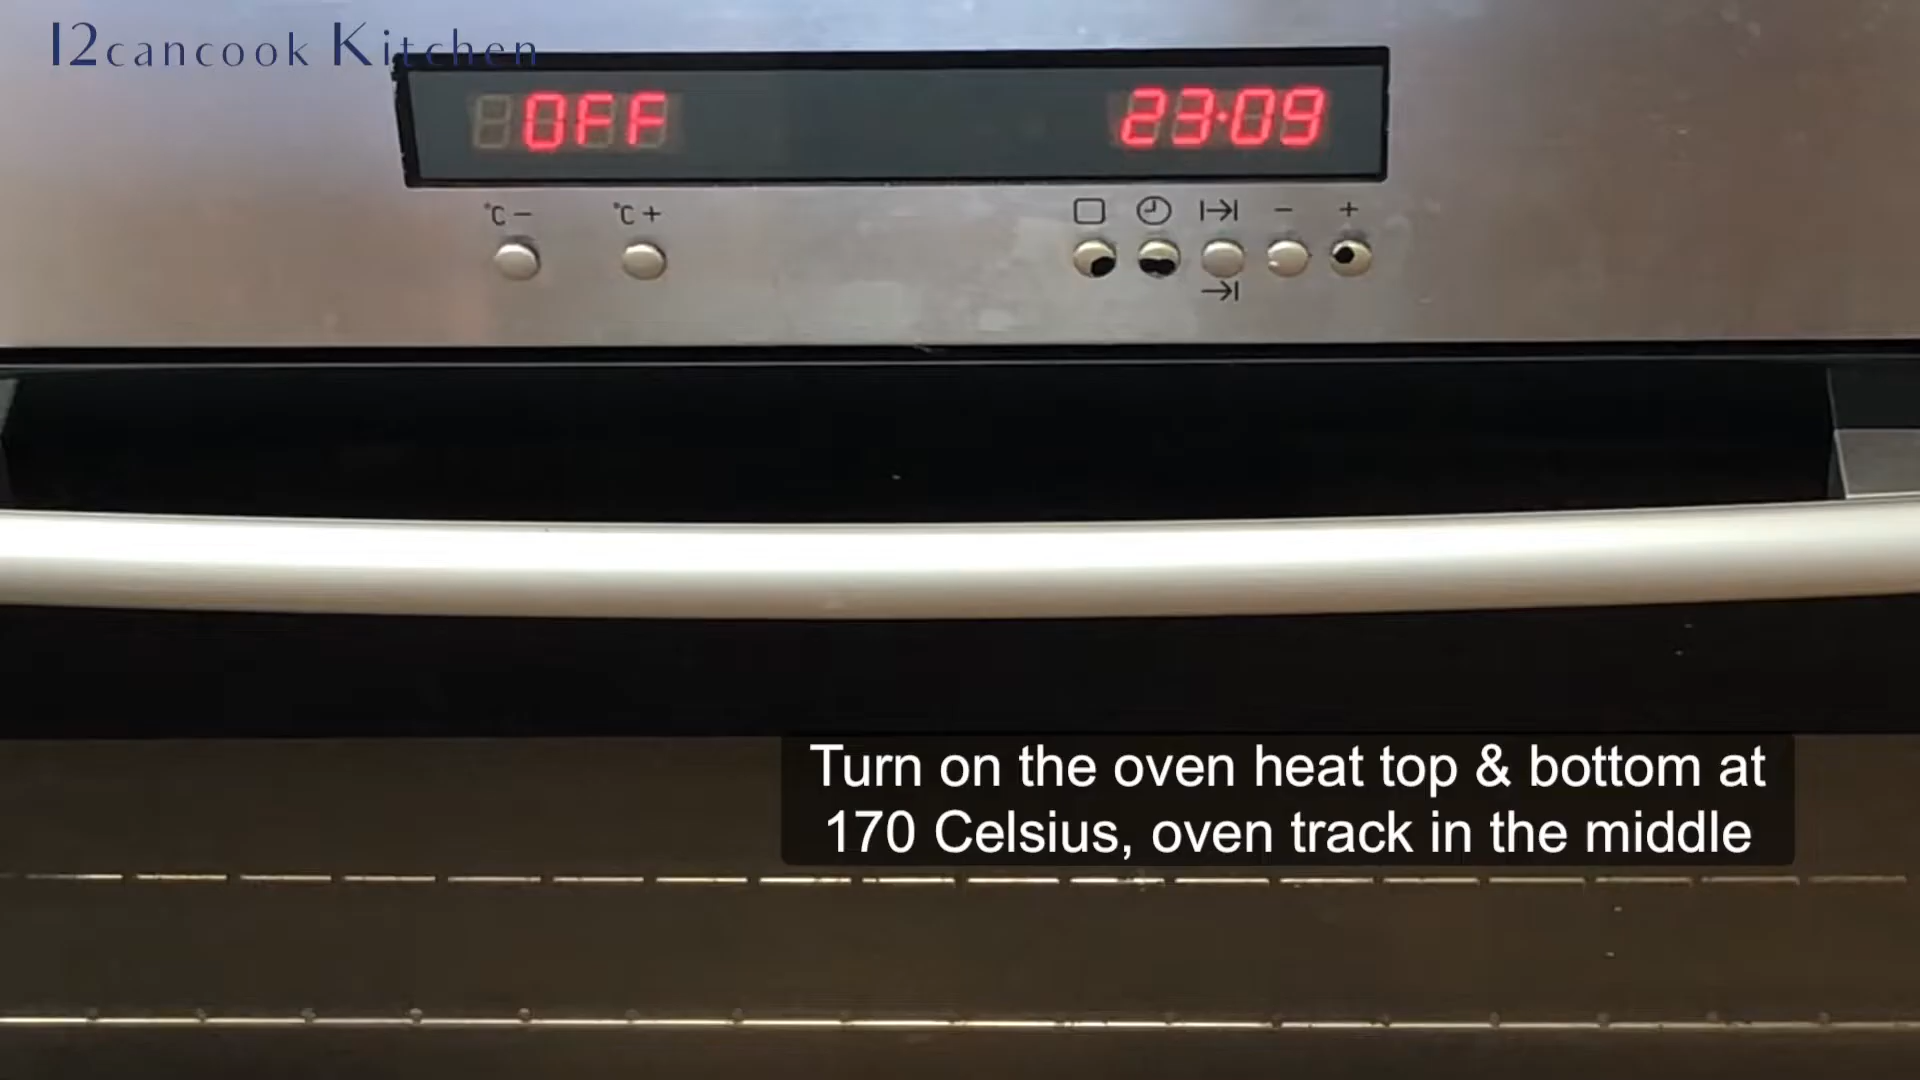 I2cancook Kitchen
OFF 23:09
°C - °C + - +
Turn on the oven heat top & bottom at
170 Celsius, oven track in the middle